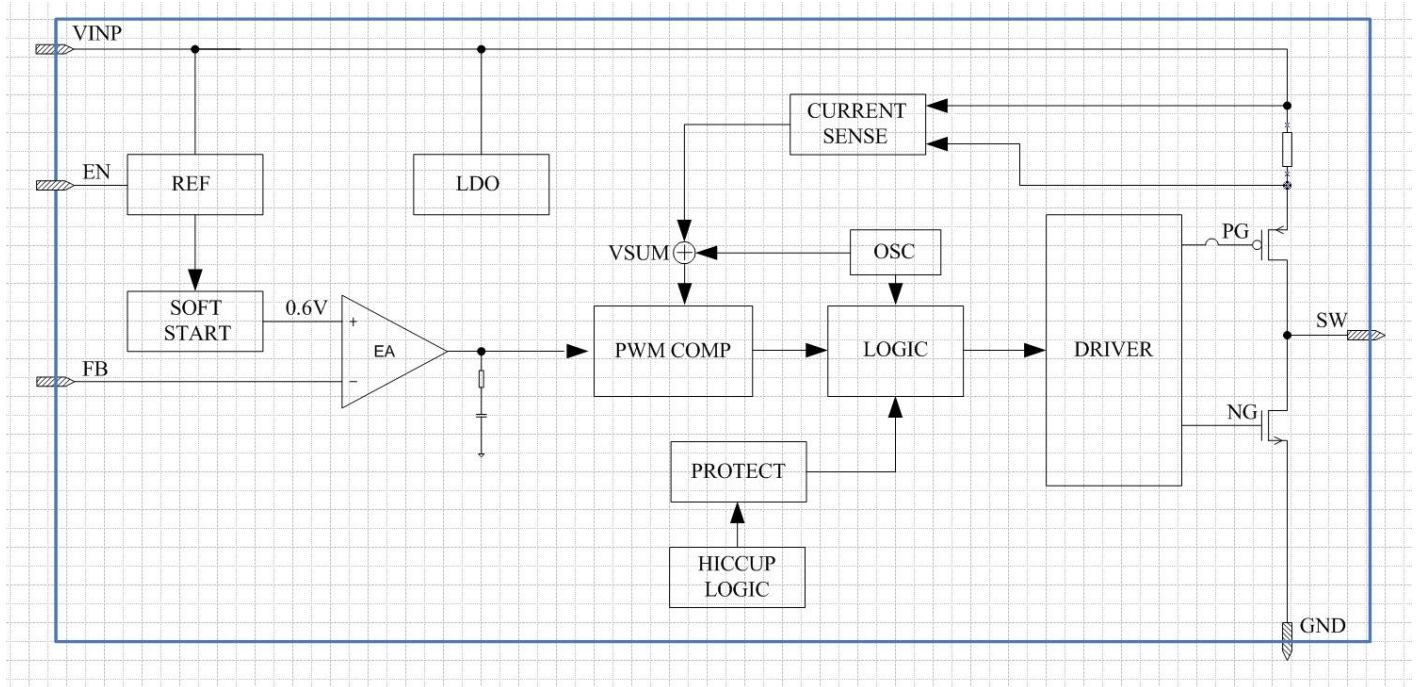 VINP
CURRENT
SENSE
EN
REF
LDO
PG
VSUM
+
OSC
SOFT
START
0.6V
+
EA
−
PWM COMP
LOGIC
DRIVER
SW
FB
NG
PROTECT
HICCUP
LOGIC
GND